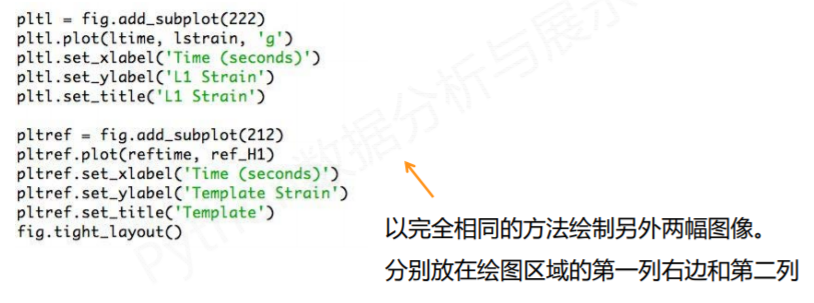 pltl = fig.add_subplot(222)
pltl.plot(ltime, lstrain, 'g')
pltl.set_xlabel('Time (seconds)')
pltl.set_ylabel('L1 Strain')
pltl.set_title('L1 Strain')
pltref = fig.add_subplot(212)
pltref.plot(reftime, ref_H1)
pltref.set_xlabel('Time (seconds)')
pltref.set_ylabel('Template Strain')
pltref.set_title('Template')
fig.tight_layout()
以完全相同的方法绘制另外两幅图像。
分别放在绘图区域的第一列右边和第二列
Python数据分析与展示